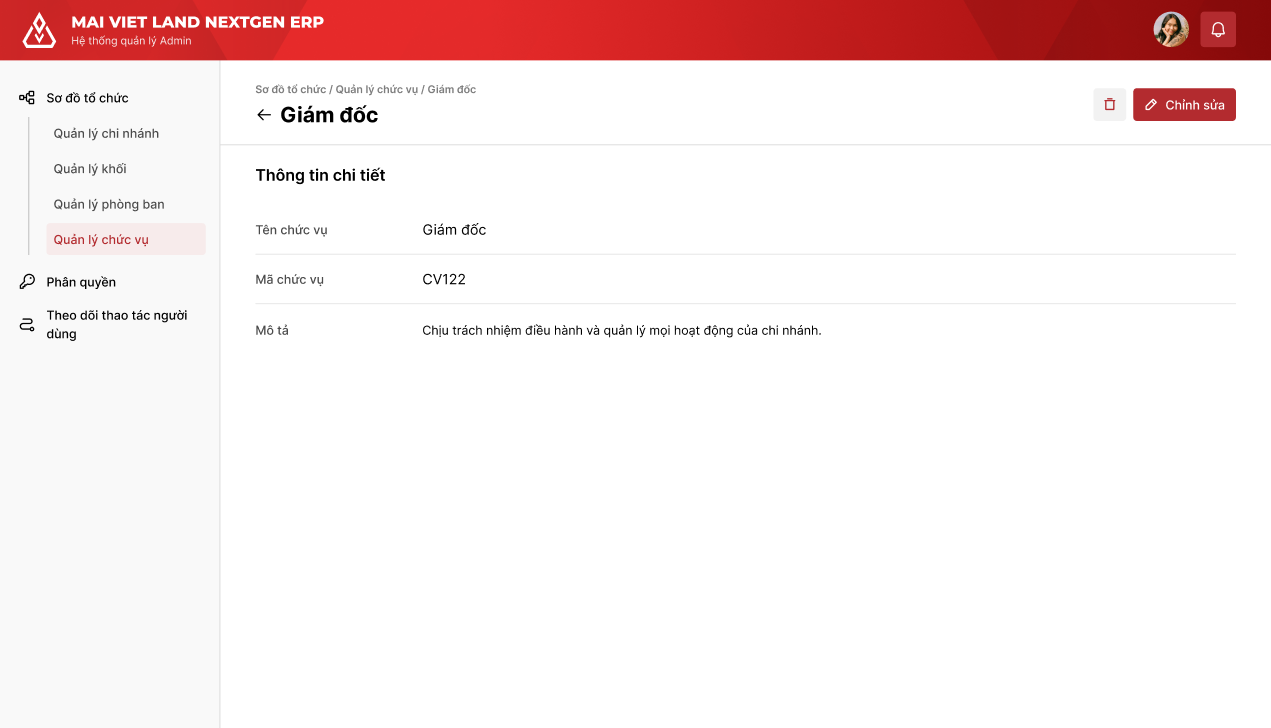 MAI VIET LAND NEXTGEN ERP
Hệ thống quản lý Admin
Sơ đồ tổ chức
Quản lý chi nhánh
Quản lý khối
Quản lý phòng ban
Quản lý chức vụ
Phân quyền
Theo dõi thao tác người
dùng
Sơ đồ tổ chức / Quản lý chức vụ / Giám đốc
Giám đốc
Chỉnh sửa
Thông tin chi tiết
Tên chức vụ Giám đốc
Mã chức vụ CV122
Mô tả Chịu trách nhiệm điều hành và quản lý mọi hoạt động của chi nhánh.